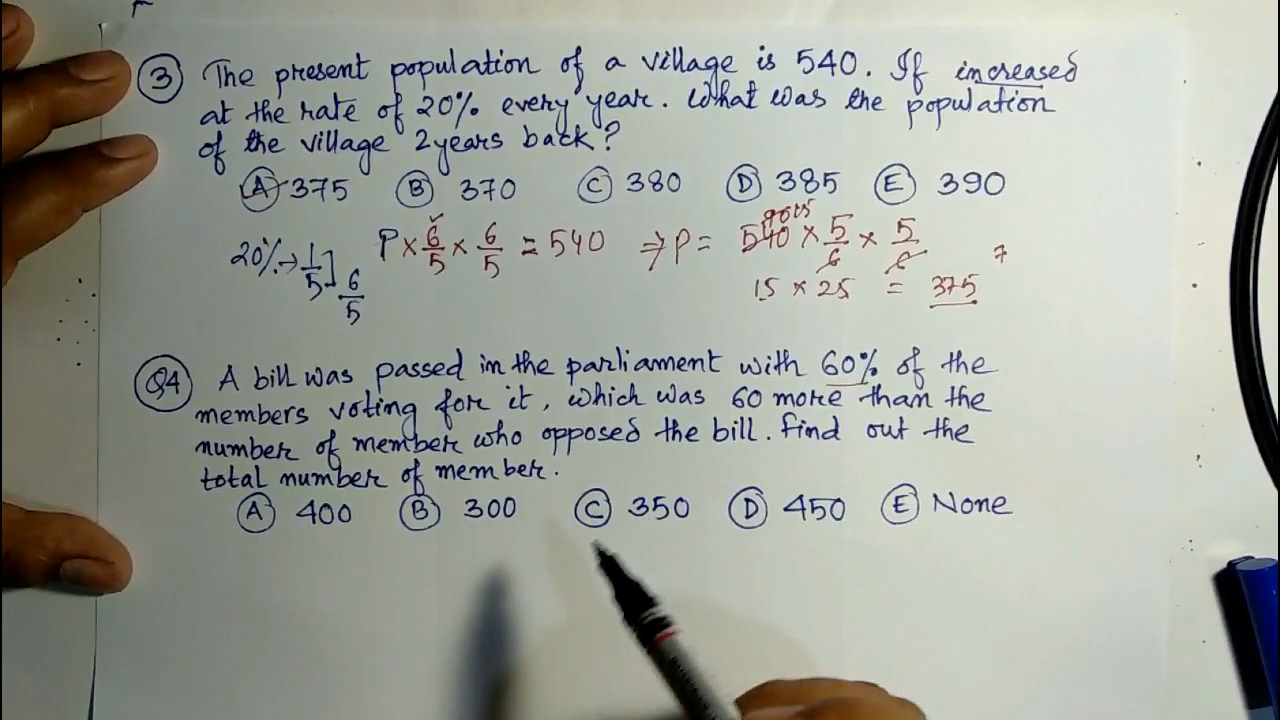 ③ The present population of a village is 540. If increased
at the rate of 20% every year. What was the population
of the village 2years back?
Ⓐ 375 Ⓑ 370 Ⓒ 380 Ⓓ 385 Ⓔ 390
20% → 1/5 ] 6/5 P × 6/5 × 6/5 = 540 ⇒ P = 540 × 5/6 × 5/6 7
15 × 25 = 375
Q4 A bill was passed in the parliament with 60% of the
members voting for it, which was 60 more than the
number of member who opposed the bill. Find out the
total number of member.
Ⓐ 400 Ⓑ 300 Ⓒ 350 Ⓓ 450 Ⓔ None